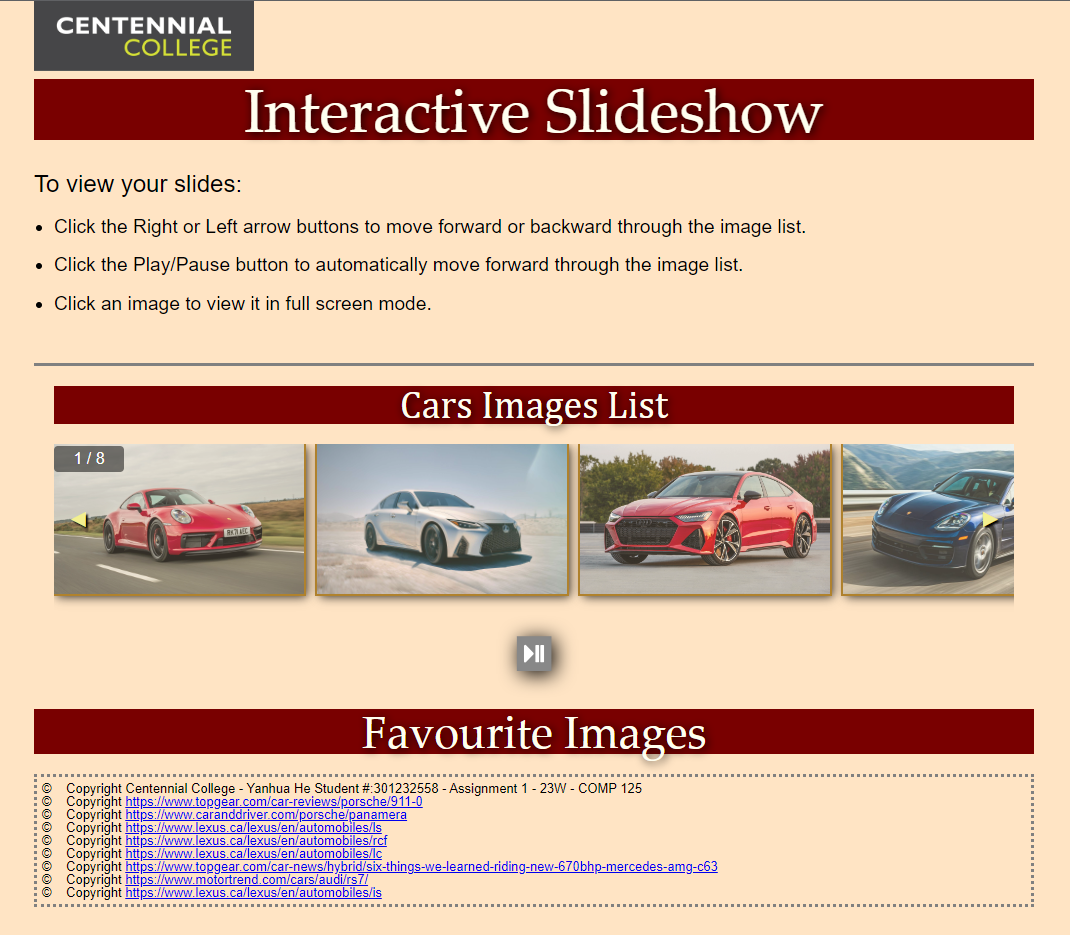 CENTENNIAL
COLLEGE
Interactive Slideshow
To view your slides:
• Click the Right or Left arrow buttons to move forward or backward through the image list.
• Click the Play/Pause button to automatically move forward through the image list.
• Click an image to view it in full screen mode.
Cars Images List
1 / 8
Favourite Images
© Copyright Centennial College - Yanhua He Student #:301232558 - Assignment 1 - 23W - COMP 125
© Copyright https://www.topgear.com/car-reviews/porsche/911-0
© Copyright https://www.caranddriver.com/porsche/panamera
© Copyright https://www.lexus.ca/lexus/en/automobiles/ls
© Copyright https://www.lexus.ca/lexus/en/automobiles/rcf
© Copyright https://www.lexus.ca/lexus/en/automobiles/lc
© Copyright https://www.topgear.com/car-news/hybrid/six-things-we-learned-riding-new-670bhp-mercedes-amg-c63
© Copyright https://www.motortrend.com/cars/audi/rs7/
© Copyright https://www.lexus.ca/lexus/en/automobiles/is